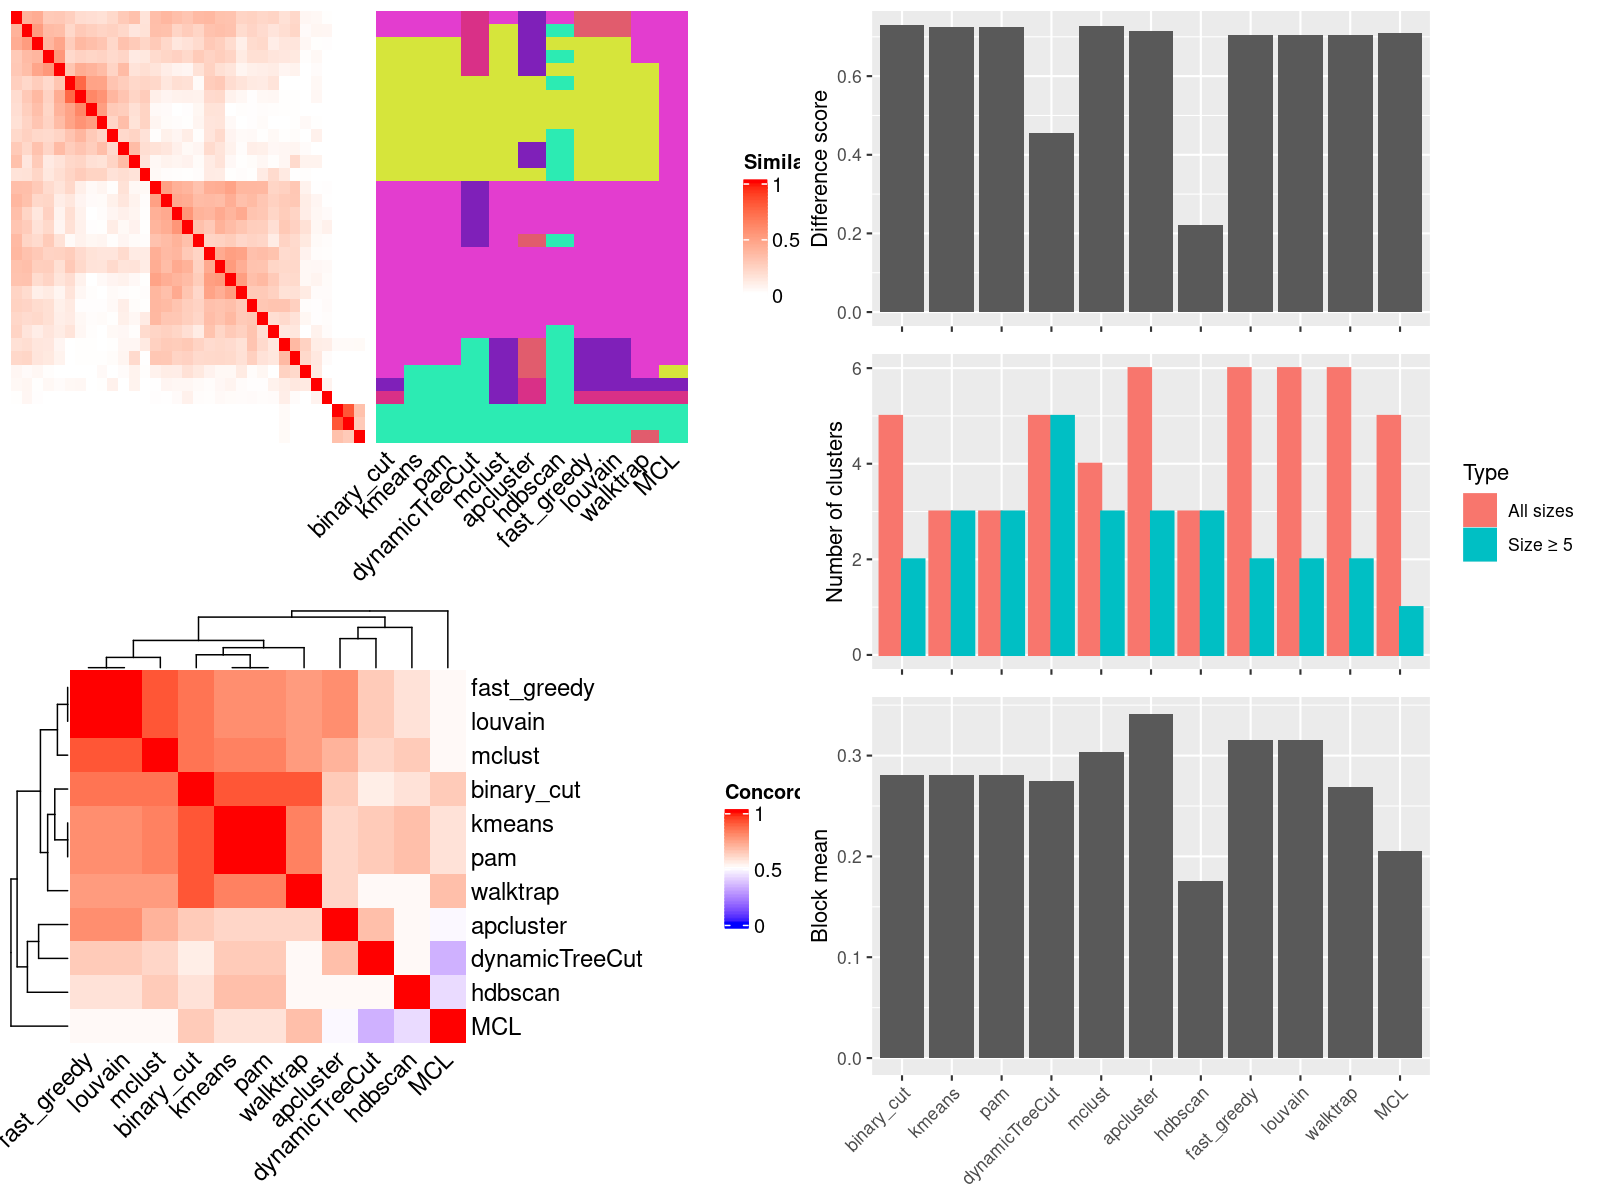 Simila
1
0.5
0
binary_cut
kmeans
pam
dynamicTreeCut
mclust
apcluster
hdbscan
fast_greedy
louvain
walktrap
MCL
fast_greedy
louvain
mclust
binary_cut
kmeans
pam
walktrap
apcluster
dynamicTreeCut
hdbscan
MCL
Concord
1
0.5
0
fast_greedy
louvain
mclust
binary_cut
kmeans
pam
walktrap
apcluster
dynamicTreeCut
hdbscan
MCL
Difference score
0.6
0.4
0.2
0.0
Number of clusters
6
4
2
0
Type
All sizes
Size ≥ 5
Block mean
0.3
0.2
0.1
0.0
binary_cut
kmeans
pam
dynamicTreeCut
mclust
apcluster
hdbscan
fast_greedy
louvain
walktrap
MCL